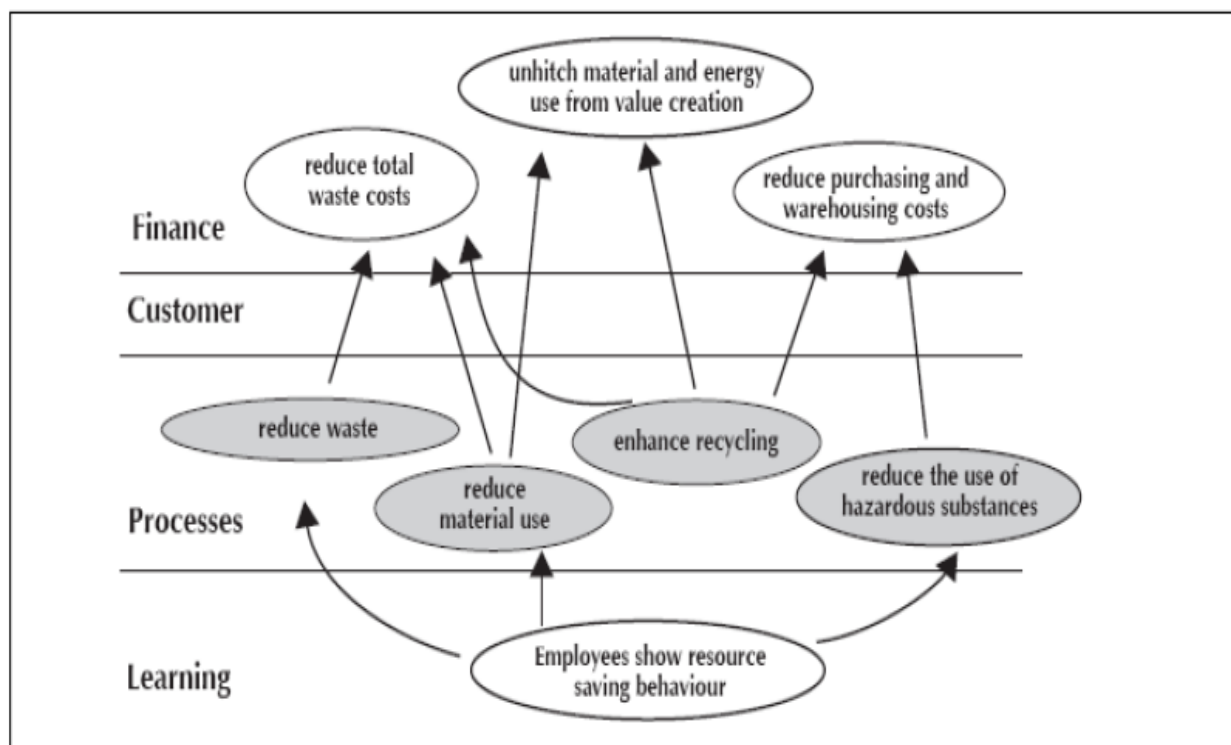 unhitch material and energy
use from value creation
reduce total
waste costs
reduce purchasing and
warehousing costs
Finance
Customer
reduce waste
enhance recycling
reduce
material use
reduce the use of
hazardous substances
Processes
Employees show resource
saving behaviour
Learning